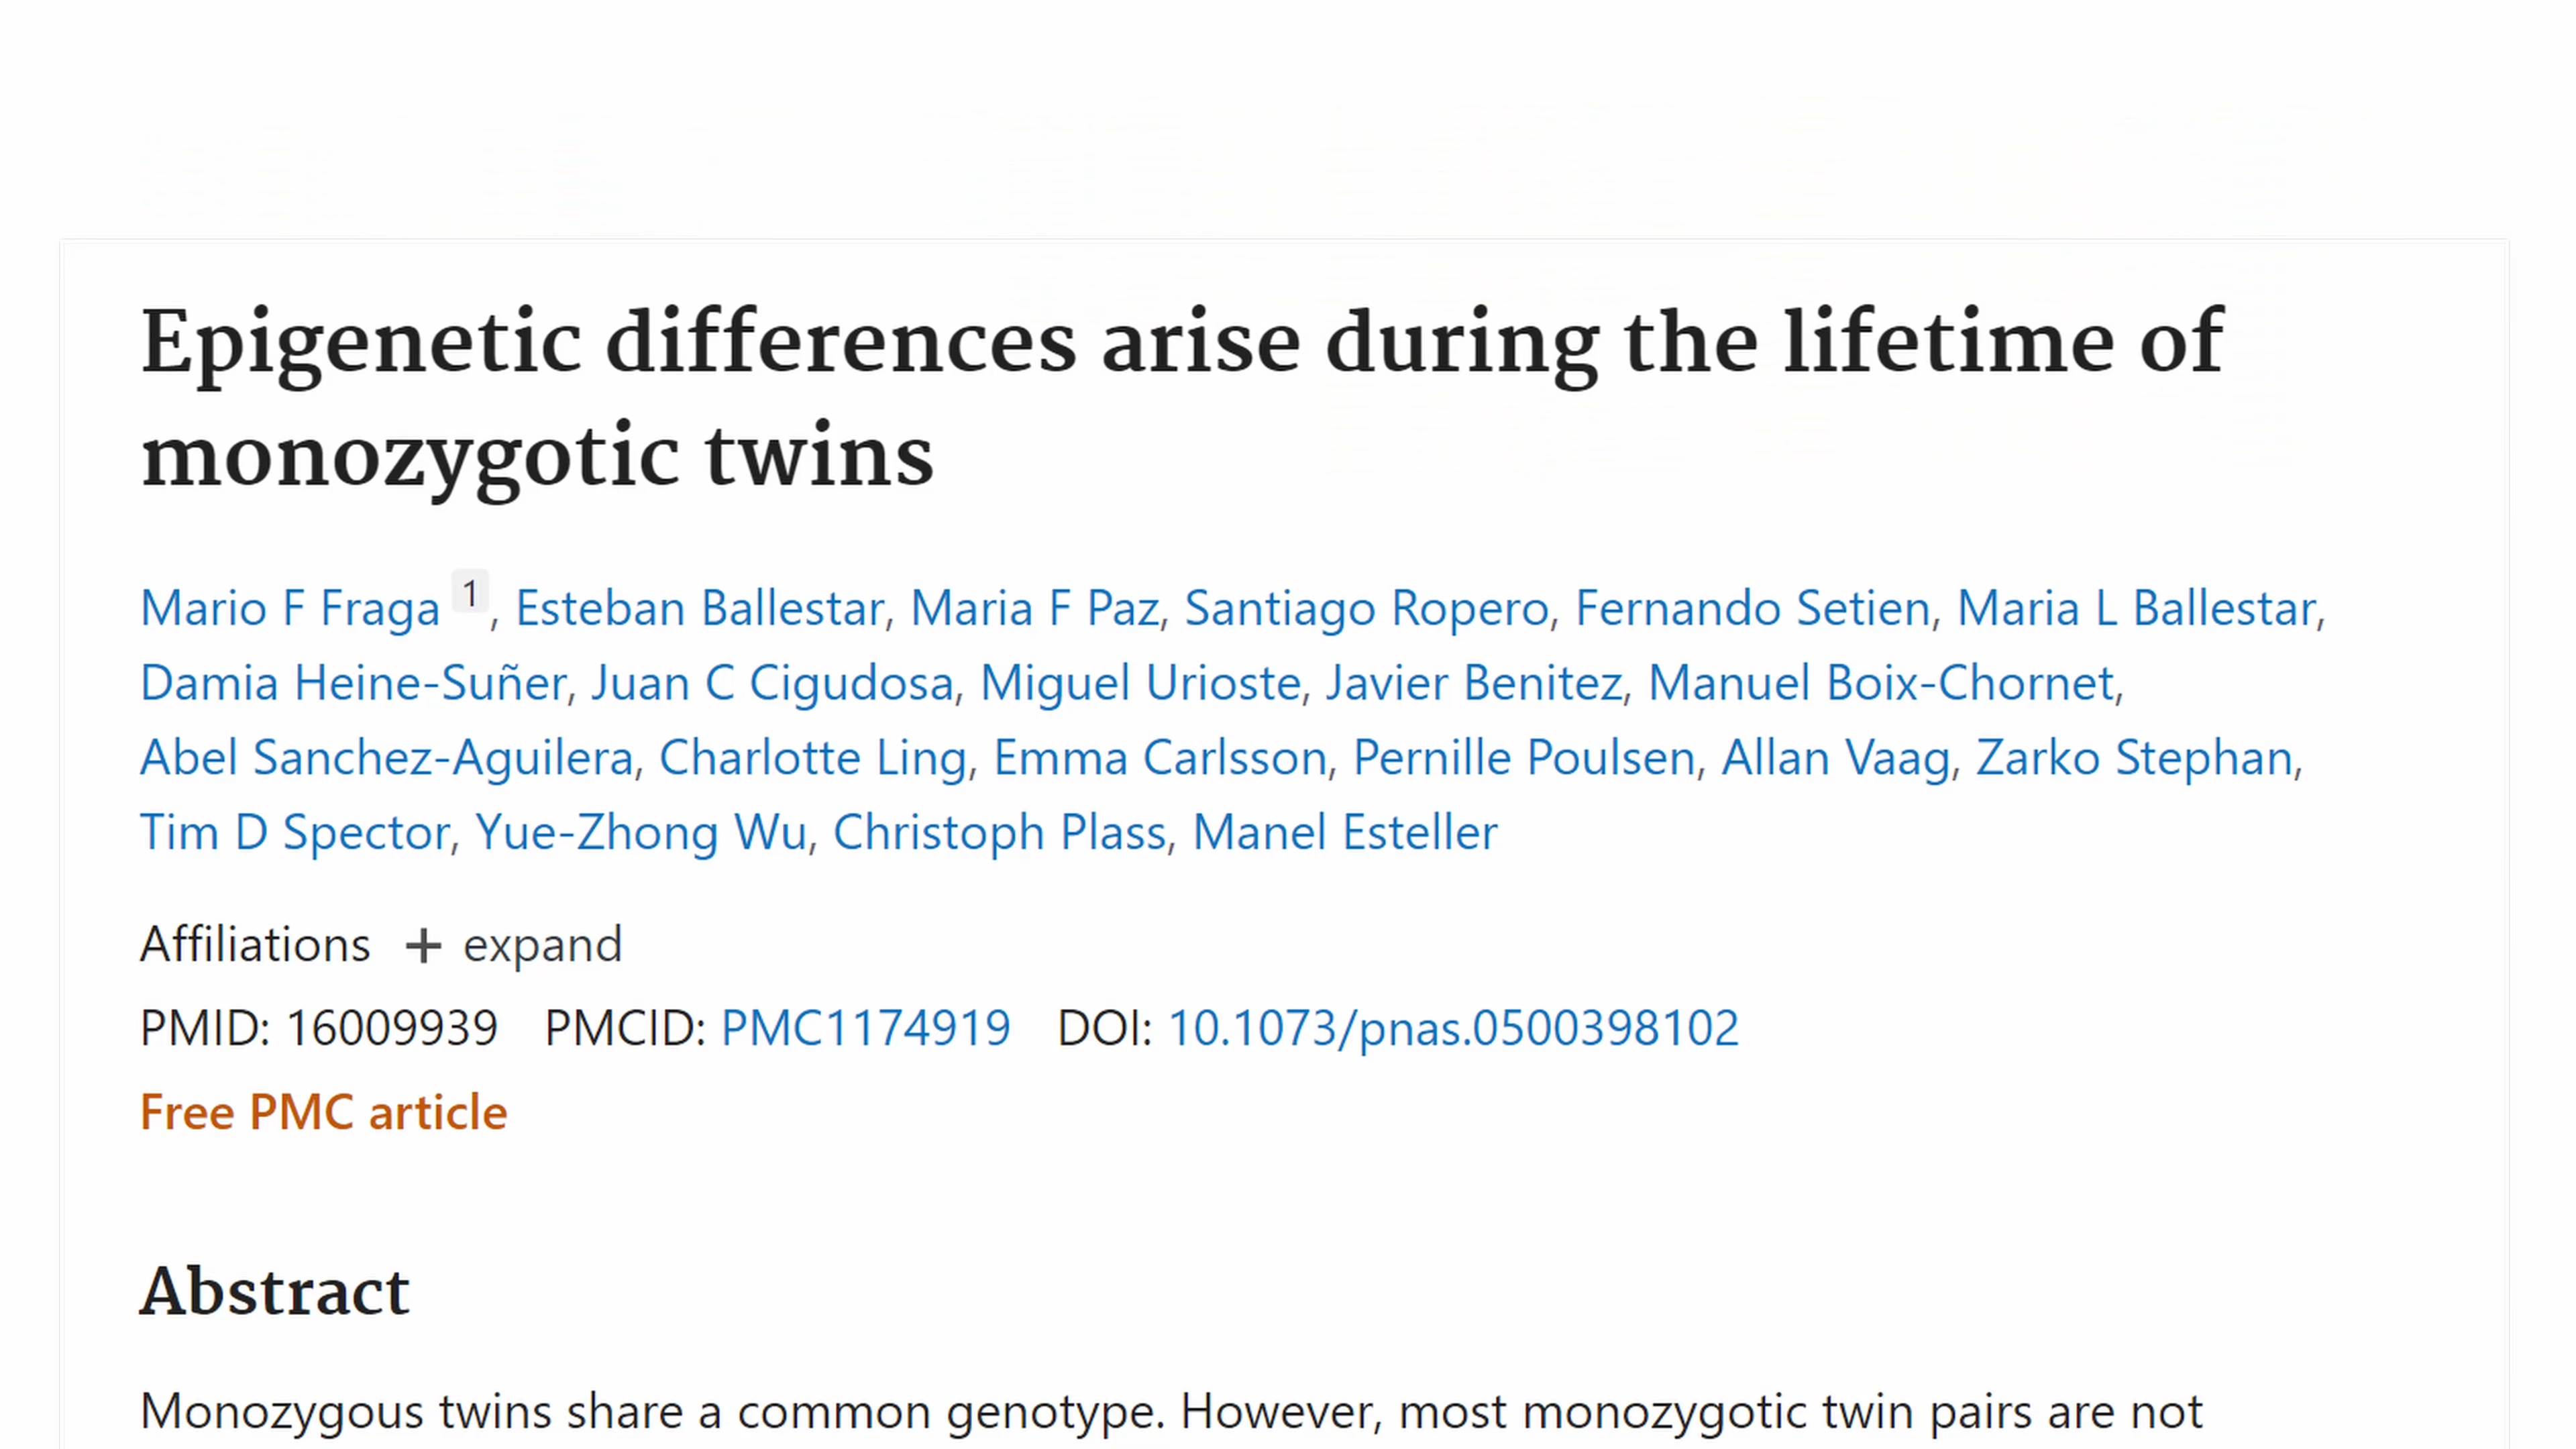 Epigenetic differences arise during the lifetime of
monozygotic twins
Mario F Fraga 1, Esteban Ballestar, Maria F Paz, Santiago Ropero, Fernando Setien, Maria L Ballestar,
Damia Heine-Suñer, Juan C Cigudosa, Miguel Urioste, Javier Benitez, Manuel Boix-Chornet,
Abel Sanchez-Aguilera, Charlotte Ling, Emma Carlsson, Pernille Poulsen, Allan Vaag, Zarko Stephan,
Tim D Spector, Yue-Zhong Wu, Christoph Plass, Manel Esteller
Affiliations + expand
PMID: 16009939 PMCID: PMC1174919 DOI: 10.1073/pnas.0500398102
Free PMC article
Abstract
Monozygous twins share a common genotype. However, most monozygotic twin pairs are not